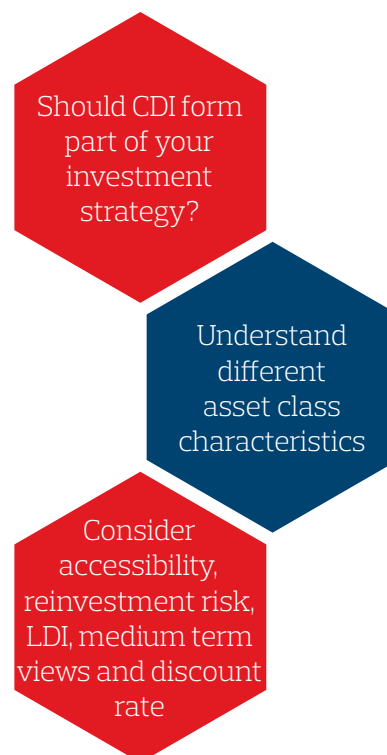 Should CDI form
part of your
investment
strategy?
Understand
different
asset class
characteristics
Consider
accessibility,
reinvestment risk,
LDI, medium term
views and discount
rate